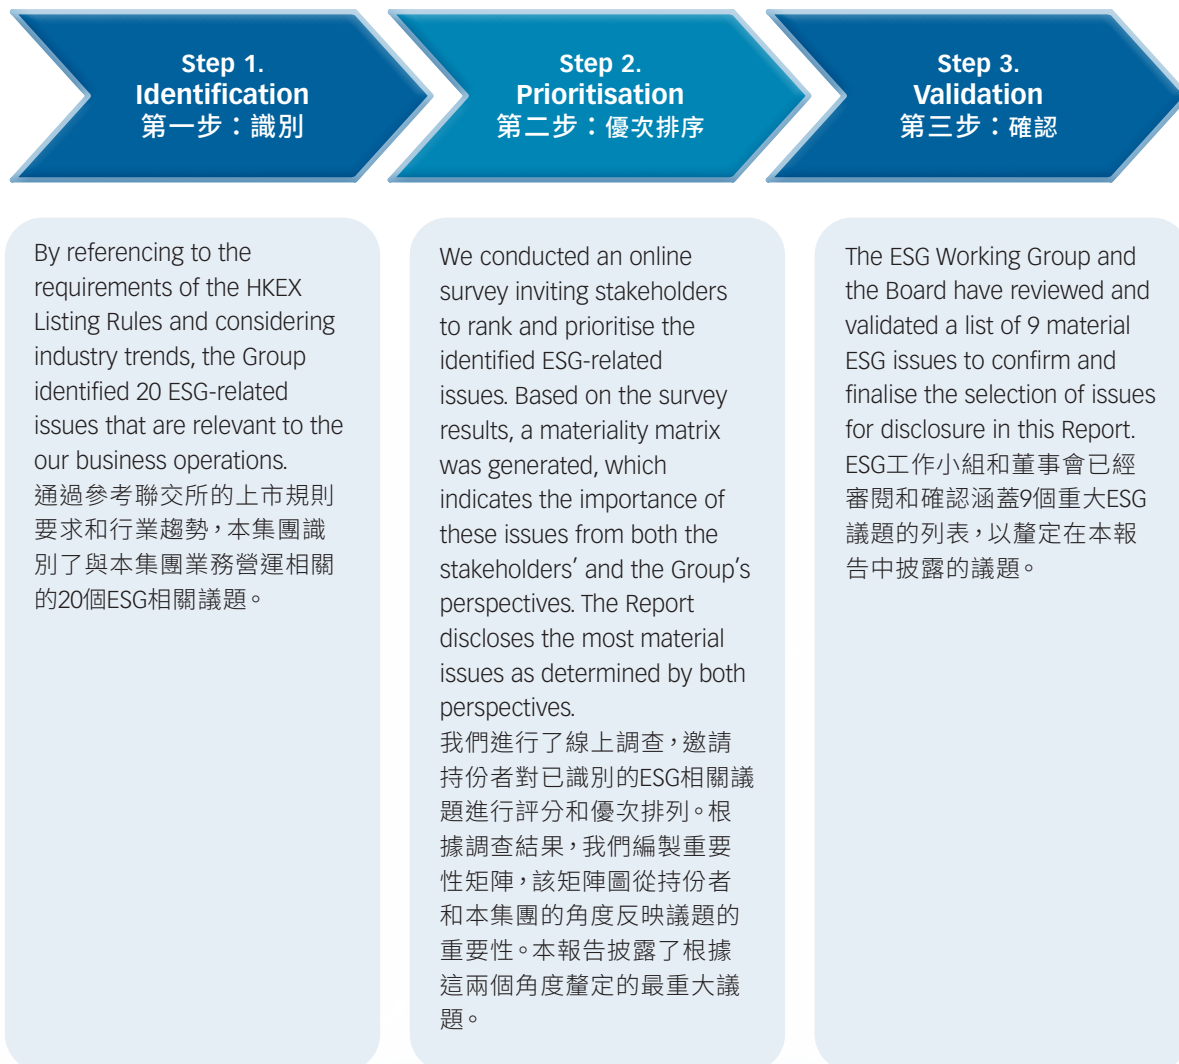 Step 1.
Identification
第一步：識別
Step 2.
Prioritisation
第二步：優次排序
Step 3.
Validation
第三步：確認
By referencing to the
requirements of the HKEX
Listing Rules and considering
industry trends, the Group
identified 20 ESG-related
issues that are relevant to the
our business operations.
通過參考聯交所的上市規則
要求和行業趨勢，本集團識
別了與本集團業務營運相關
的20個ESG相關議題。
We conducted an online
survey inviting stakeholders
to rank and prioritise the
identified ESG-related
issues. Based on the survey
results, a materiality matrix
was generated, which
indicates the importance of
these issues from both the
stakeholders’ and the Group’s
perspectives. The Report
discloses the most material
issues as determined by both
perspectives.
我們進行了線上調查，邀請
持份者對已識別的ESG相關議
題進行評分和優次排列。根
據調查結果，我們編製重要
性矩陣，該矩陣圖從持份者
和本集團的角度反映議題的
重要性。本報告披露了根據
這兩個角度釐定的最重大議
題。
The ESG Working Group and
the Board have reviewed and
validated a list of 9 material
ESG issues to confirm and
finalise the selection of issues
for disclosure in this Report.
ESG工作小組和董事會已經
審閱和確認涵蓋9個重大ESG
議題的列表，以釐定在本報
告中披露的議題。